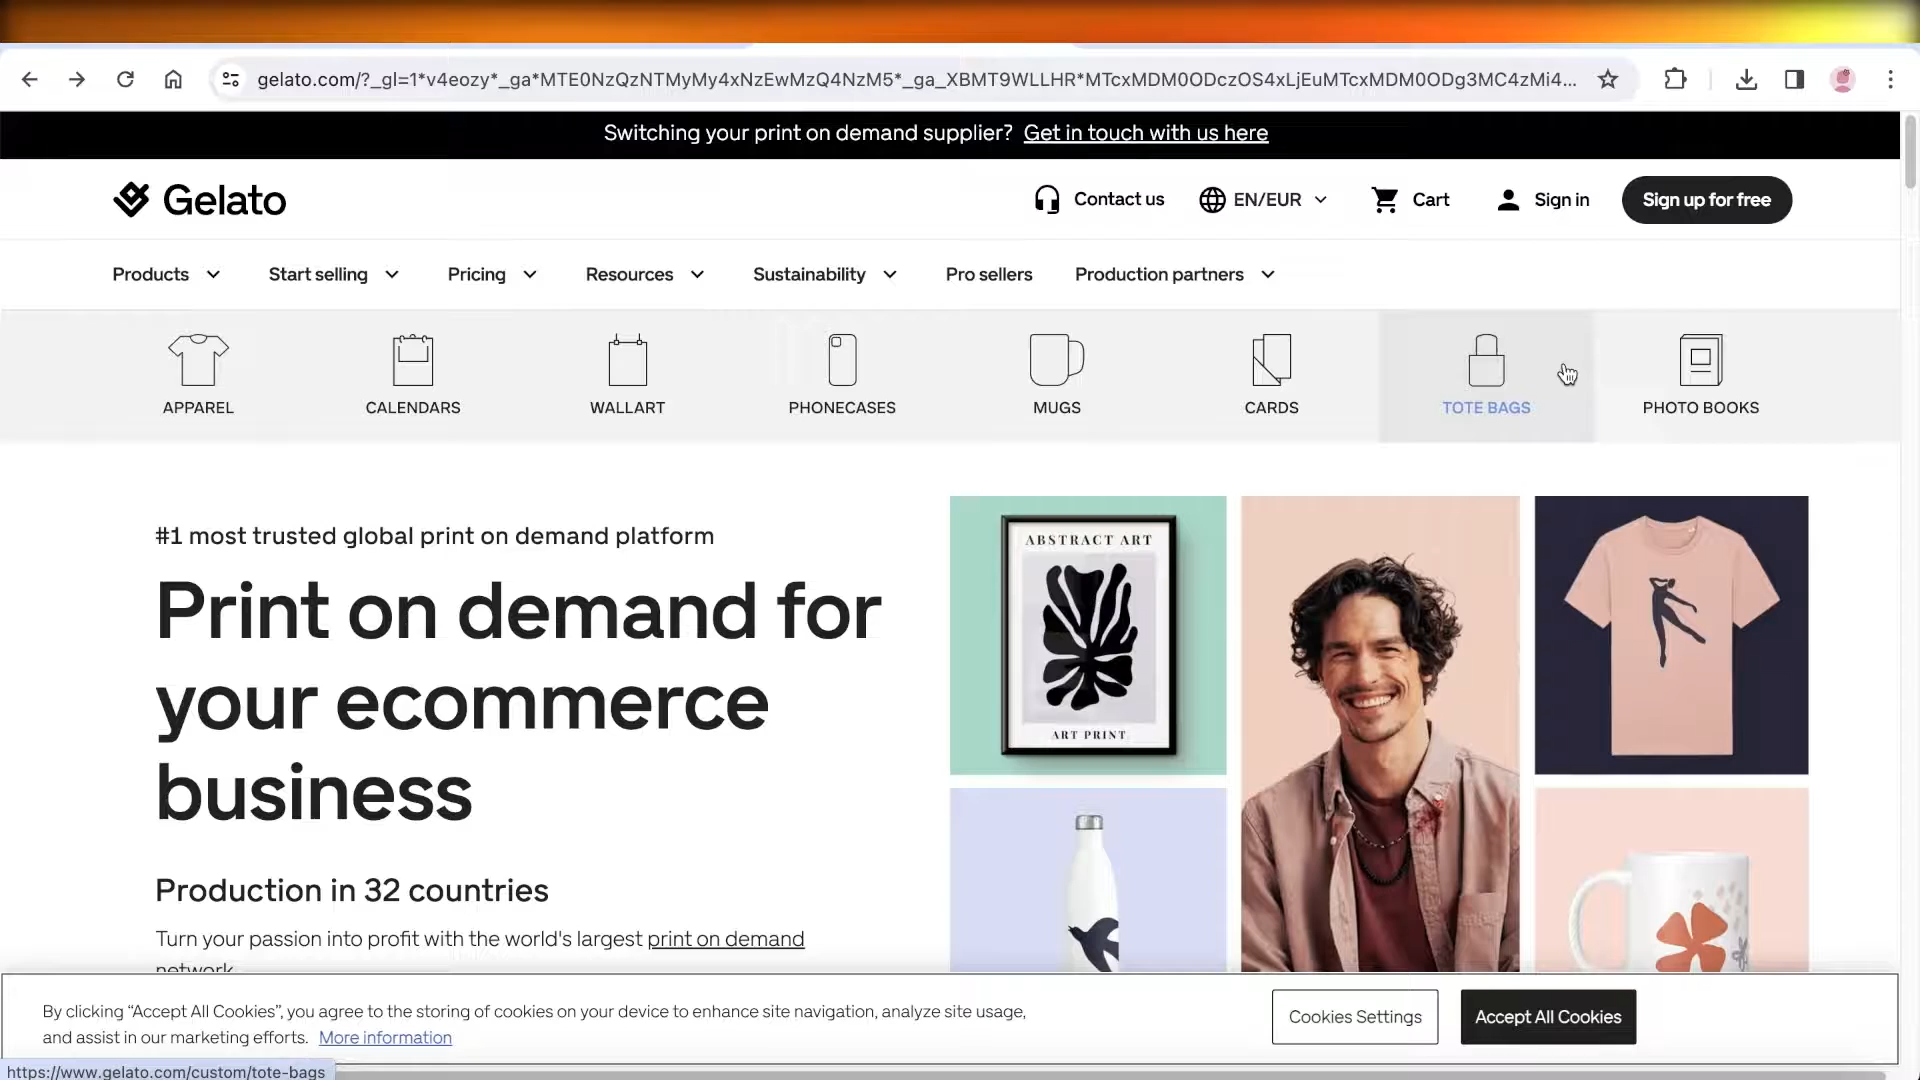 gelato.com/?_gl=1*v4eozy*_ga*MTE0NzQzNTMyMy4xNzEwMzQ4NzM5*_ga_XBMT9WLLHR*MTcxMDM0ODczOS4xLjEuMTcxMDM0ODg3MC4zMi4...
Switching your print on demand supplier? Get in touch with us here
Gelato
Contact us
EN/EUR
Cart
Sign in
Sign up for free
Products
Start selling
Pricing
Resources
Sustainability
Pro sellers
Production partners
APPAREL
CALENDARS
WALLART
PHONECASES
MUGS
CARDS
TOTE BAGS
PHOTO BOOKS
#1 most trusted global print on demand platform
Print on demand for
your ecommerce
business
Production in 32 countries
Turn your passion into profit with the world's largest print on demand
network
ABSTRACT ART
ART PRINT
By clicking “Accept All Cookies”, you agree to the storing of cookies on your device to enhance site navigation, analyze site usage,
and assist in our marketing efforts. More information
Cookies Settings
Accept All Cookies
https://www.gelato.com/custom/tote-bags